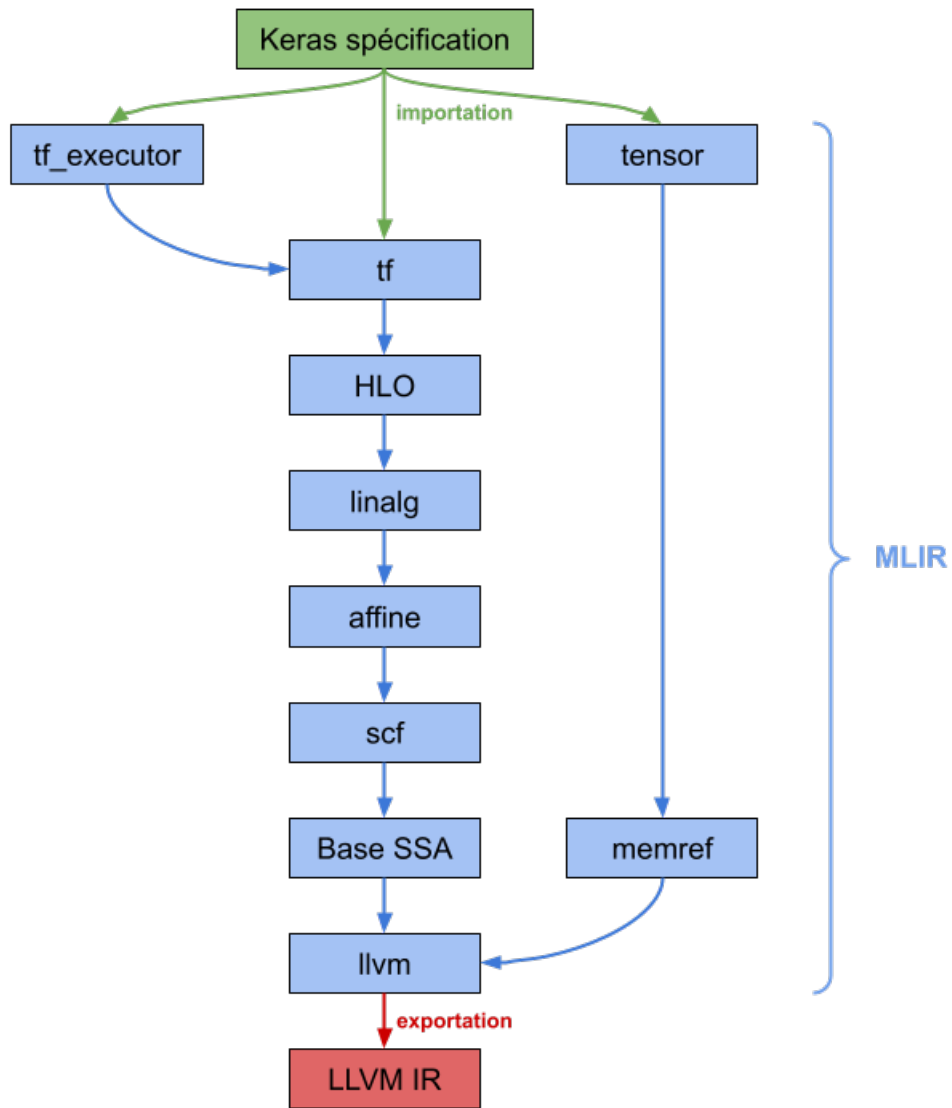 Keras spécification
importation
tf_executor
tensor
tf
HLO
linalg
MLIR
affine
scf
Base SSA
memref
llvm
exportation
LLVM IR